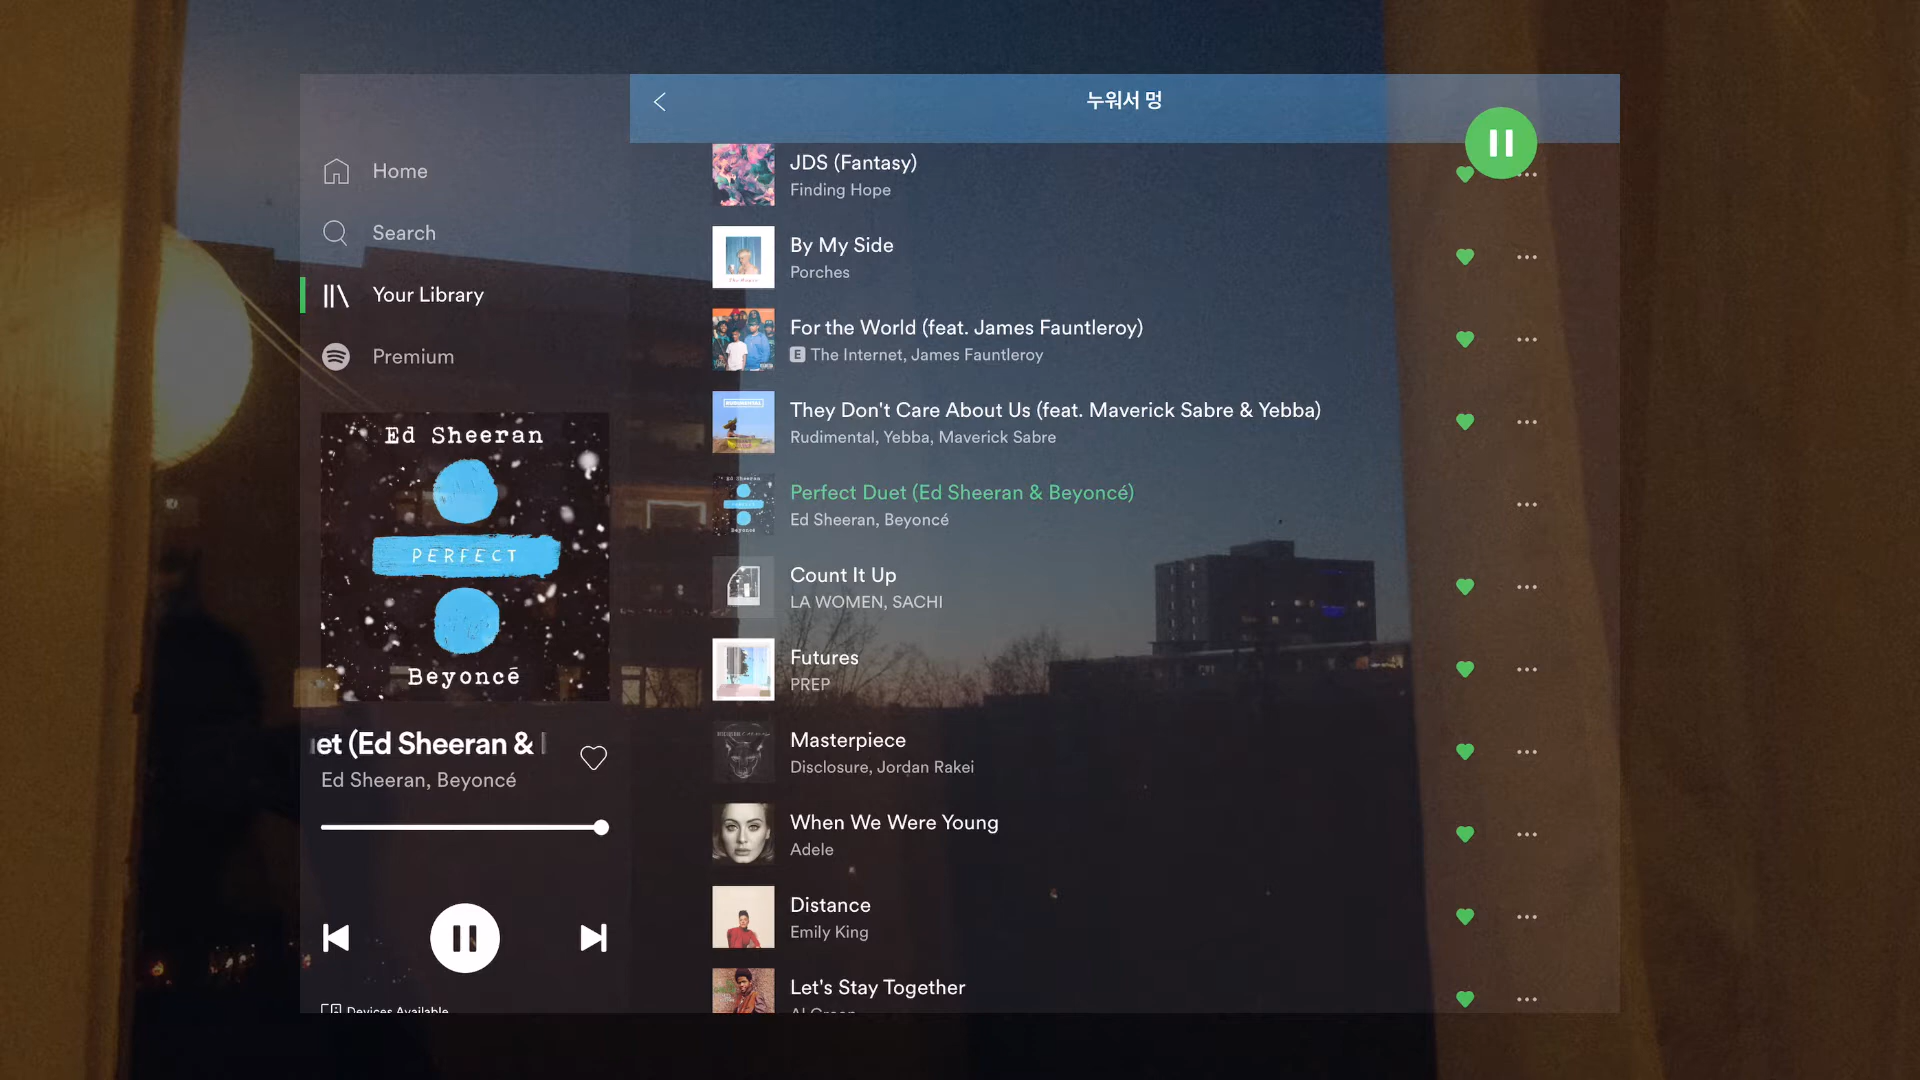 누워서 멍
Home
Search
Your Library
Premium
Ed Sheeran
PERFECT
Beyoncé
et (Ed Sheeran &
Ed Sheeran, Beyoncé
Devices Available
JDS (Fantasy)
Finding Hope
By My Side
Porches
For the World (feat. James Fauntleroy)
E The Internet, James Fauntleroy
They Don't Care About Us (feat. Maverick Sabre & Yebba)
Rudimental, Yebba, Maverick Sabre
Perfect Duet (Ed Sheeran & Beyoncé)
Ed Sheeran, Beyoncé
Count It Up
LA WOMEN, SACHI
Futures
PREP
Masterpiece
Disclosure, Jordan Rakei
When We Were Young
Adele
Distance
Emily King
Let's Stay Together
Al Green